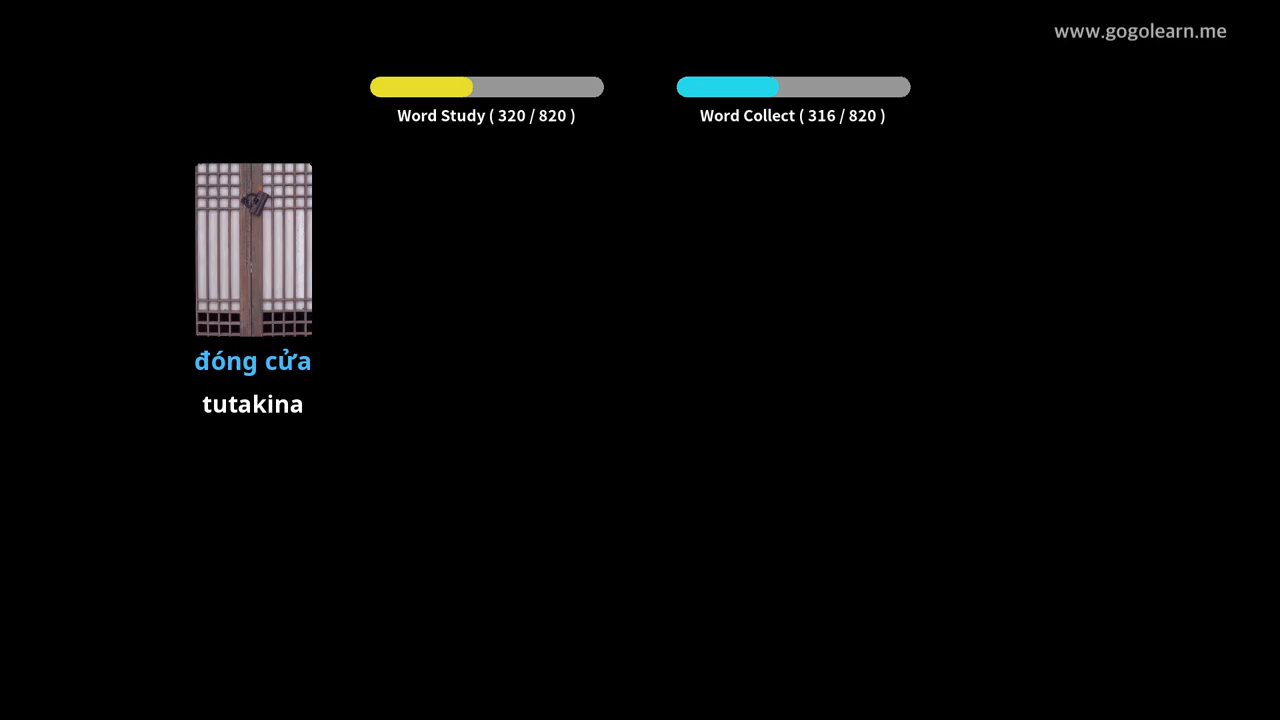 www.gogolearn.me
Word Study ( 320 / 820 )
Word Collect ( 316 / 820 )
đóng cửa
tutakina